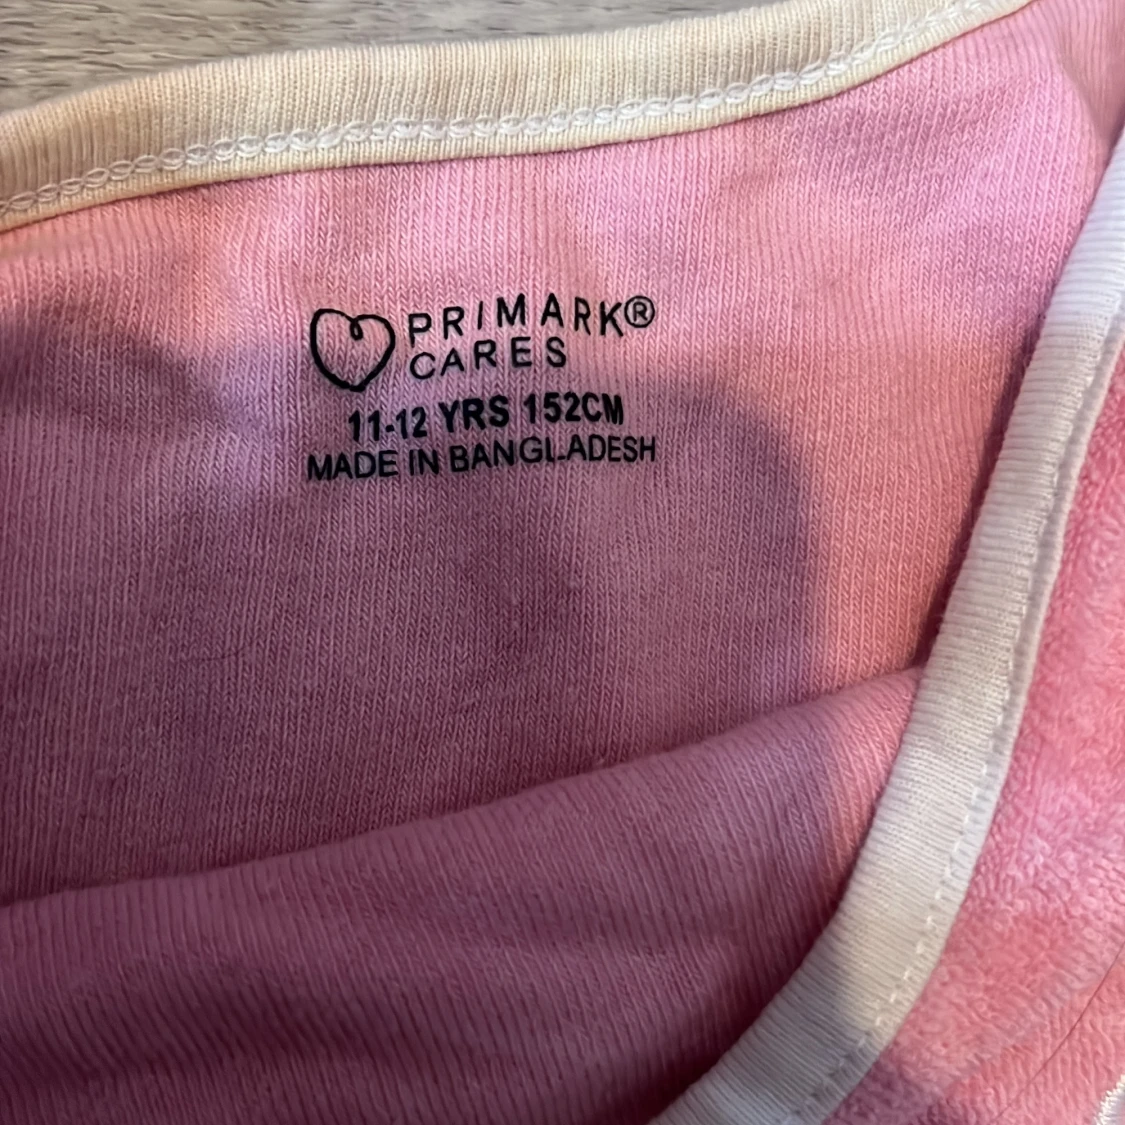 PRIMARK®
CARES
11-12 YRS 152CM
MADE IN BANGLADESH